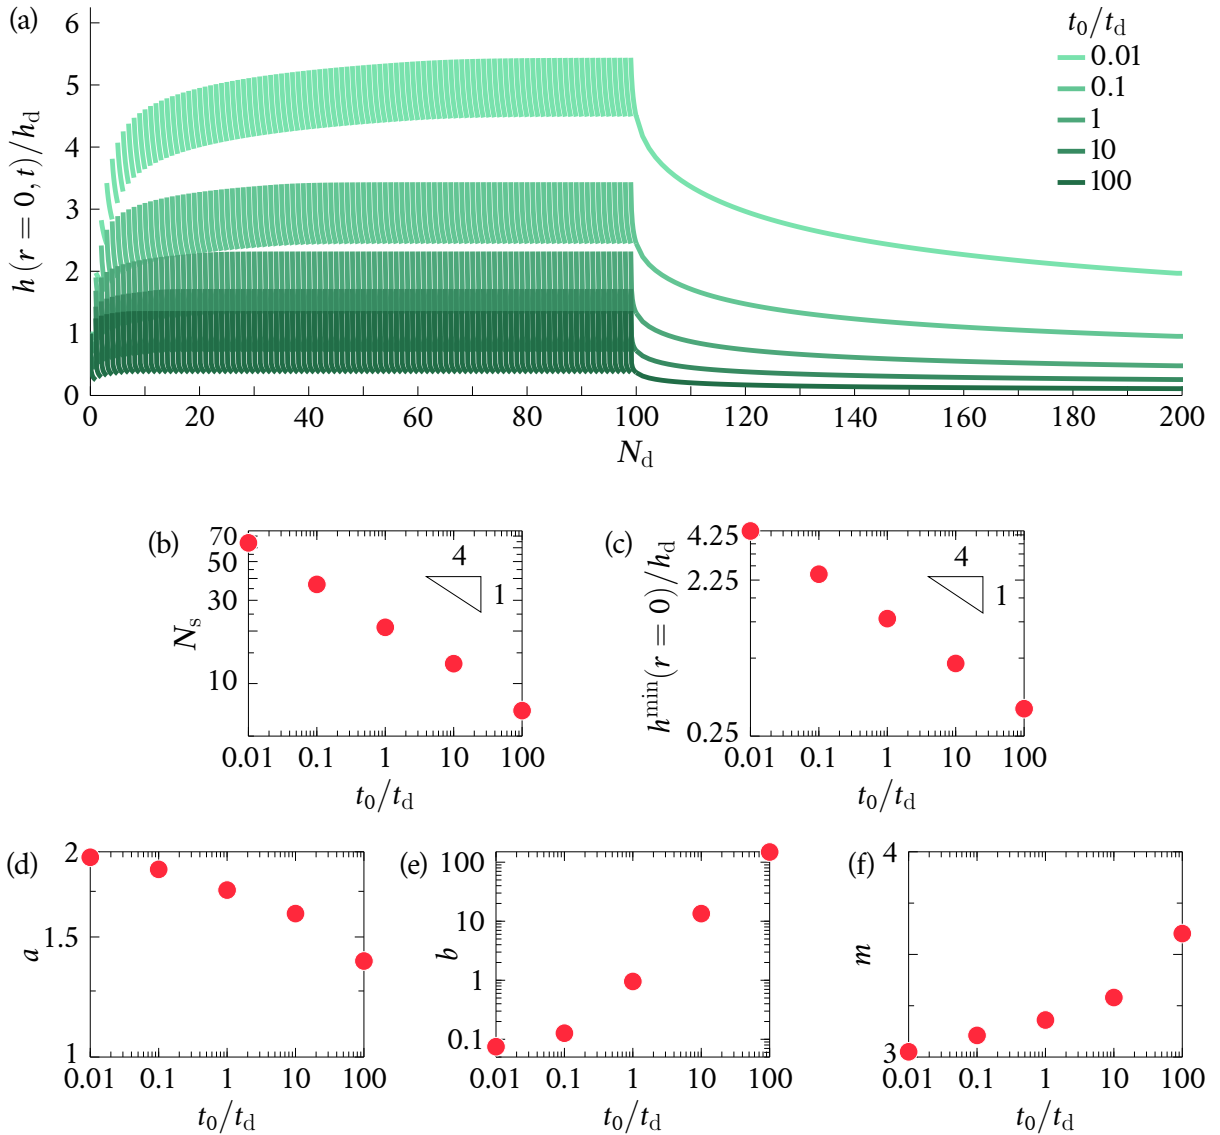 (a)
h (r = 0, t)/h_d
6
5
4
3
2
1
0
0 20 40 60 80 100 120 140 160 180 200
N_d
t_0/t_d
0.01
0.1
1
10
100
(b)
N_s
70
50
30
10
4
1
0.01 0.1 1 10 100
t_0/t_d
(c)
h^min(r = 0)/h_d
4.25
2.25
0.25
4
1
0.01 0.1 1 10 100
t_0/t_d
(d)
a
2
1.5
1
0.01 0.1 1 10 100
t_0/t_d
(e)
b
100
10
1
0.1
0.01 0.1 1 10 100
t_0/t_d
(f)
m
4
3
0.01 0.1 1 10 100
t_0/t_d